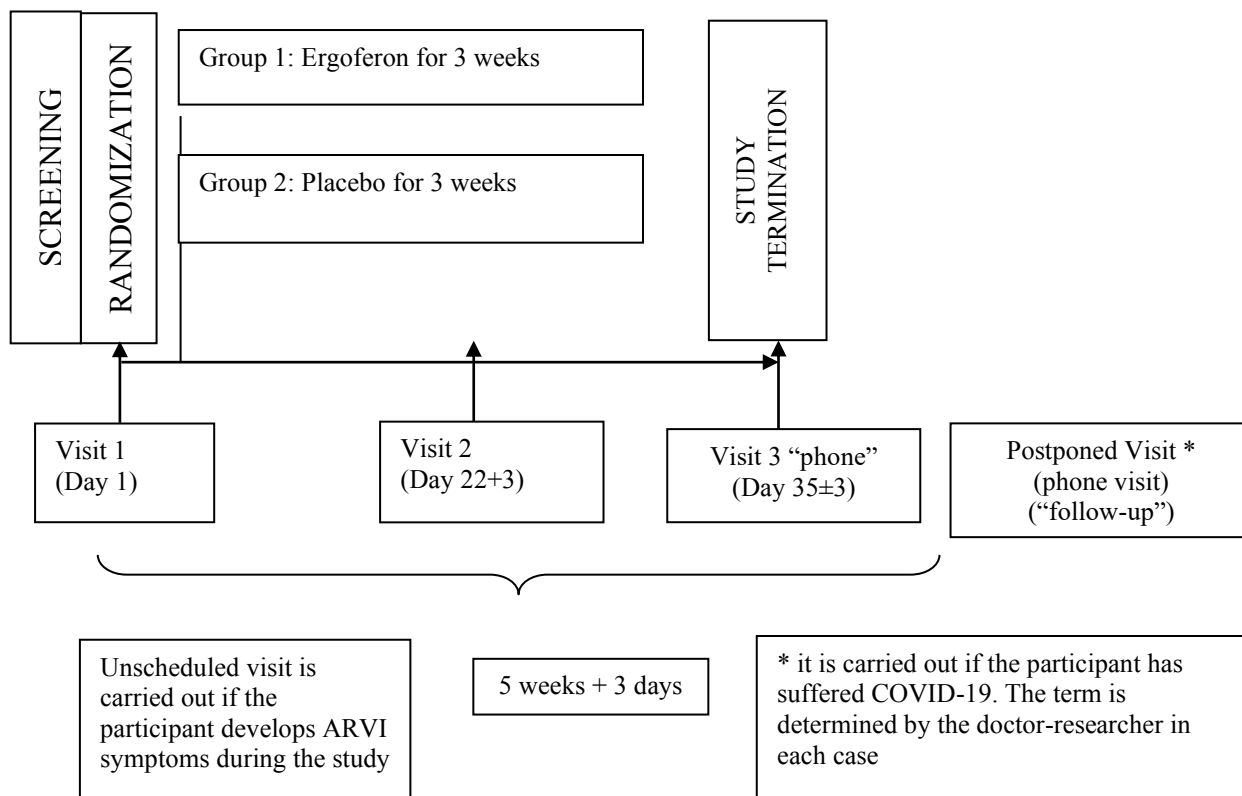 SCREENING
RANDOMIZATION
Group 1: Ergoferon for 3 weeks
Group 2: Placebo for 3 weeks
STUDY
TERMINATION
Visit 1
(Day 1)
Visit 2
(Day 22+3)
Visit 3 “phone”
(Day 35±3)
Postponed Visit *
(phone visit)
(“follow-up”)
Unscheduled visit is
carried out if the
participant develops ARVI
symptoms during the study
5 weeks + 3 days
* it is carried out if the participant has
suffered COVID-19. The term is
determined by the doctor-researcher in
each case